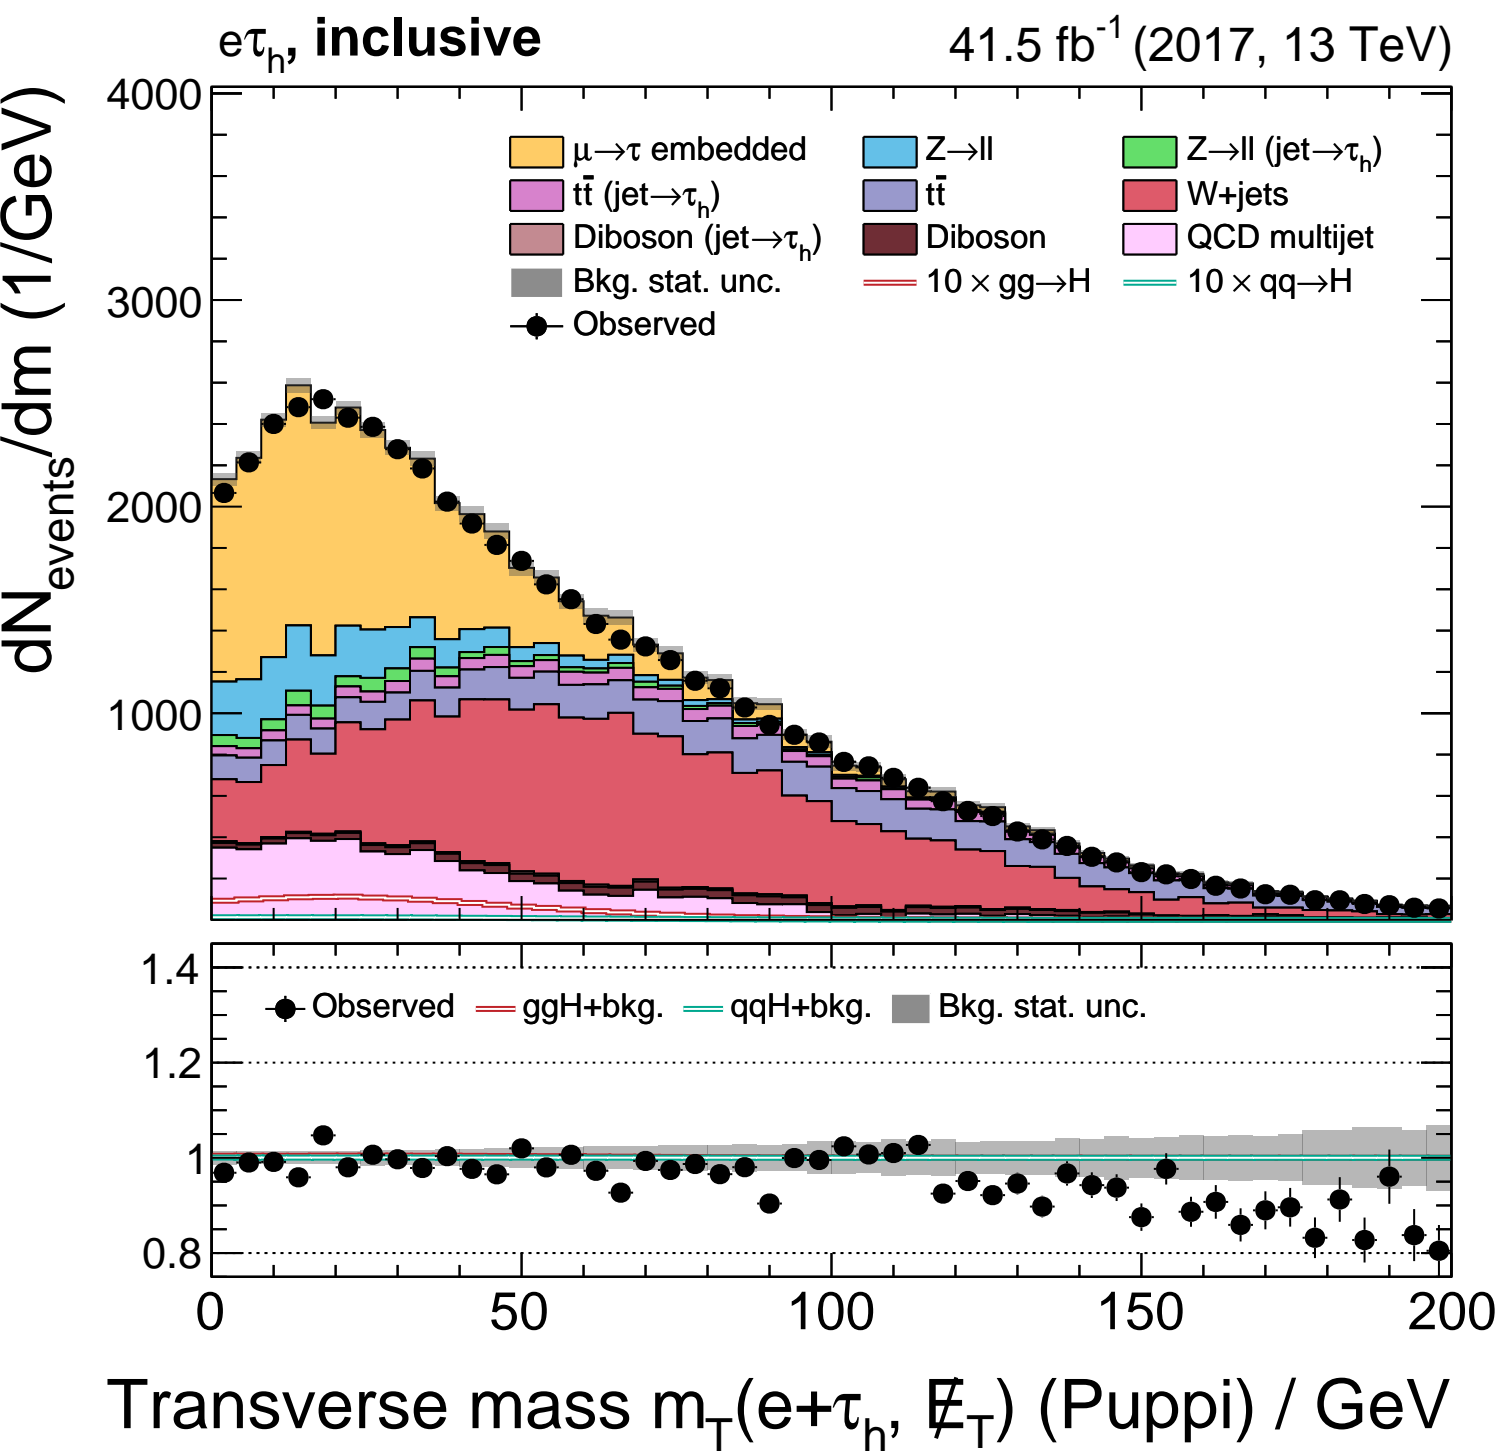 eτh, inclusive 41.5 fb-1 (2017, 13 TeV)
dNevents/dm (1/GeV)
4000
3000
2000
1000
μ→τ embedded Z→ll Z→ll (jet→τh)
tt̄ (jet→τh) tt̄ W+jets
Diboson (jet→τh) Diboson QCD multijet
Bkg. stat. unc. 10 × gg→H 10 × qq→H
Observed
1.4
1.2
1
0.8
Observed ggH+bkg. qqH+bkg. Bkg. stat. unc.
0 50 100 150 200
Transverse mass mT(e+τh, E̸T) (Puppi) / GeV